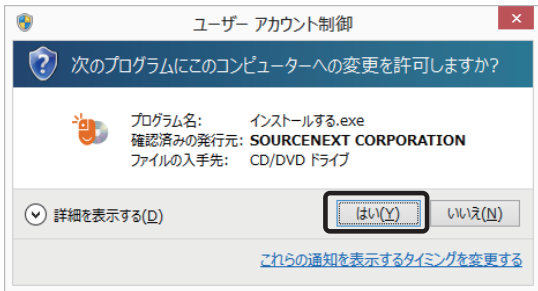 ユーザー アカウント制御
次のプログラムにこのコンピューターへの変更を許可しますか?
プログラム名: インストールする.exe
確認済みの発行元: SOURCENEXT CORPORATION
ファイルの入手先: CD/DVD ドライブ
詳細を表示する(D) はい(Y) いいえ(N)
これらの通知を表示するタイミングを変更する